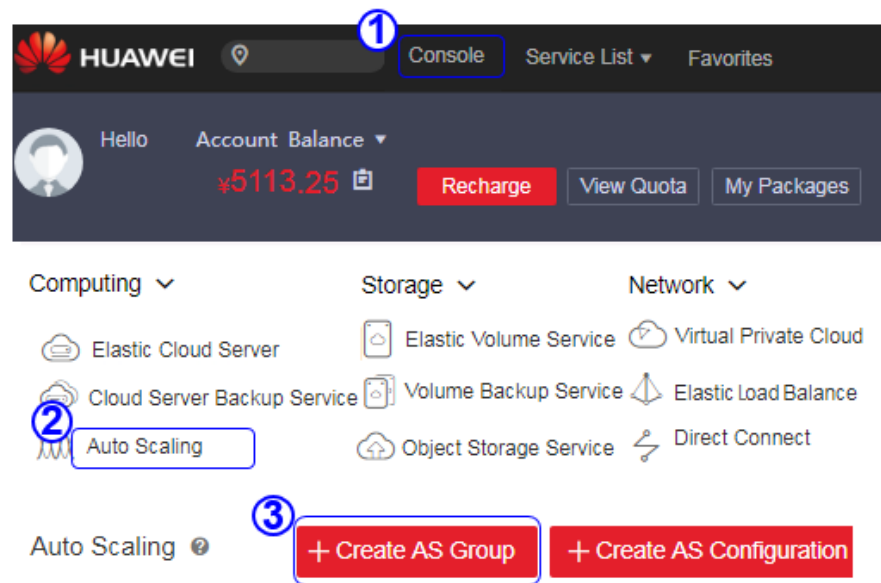 1
HUAWEI Console Service List Favorites
Hello Account Balance
¥5113.25 Recharge View Quota My Packages
Computing Storage Network
Elastic Cloud Server Elastic Volume Service Virtual Private Cloud
Cloud Server Backup Service Volume Backup Service Elastic Load Balance
2
Auto Scaling Object Storage Service Direct Connect
3
Auto Scaling ? + Create AS Group + Create AS Configuration